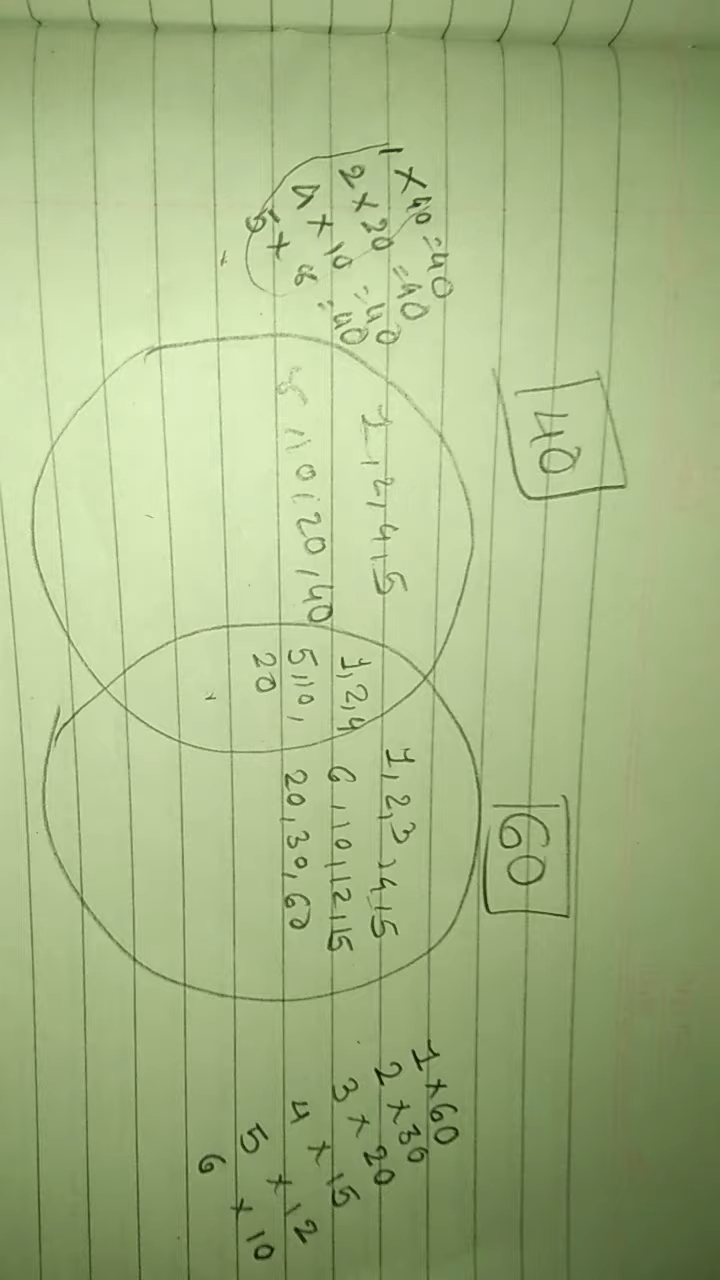 1 × 40 = 40
2 × 20 = 40
4 × 10 = 40
5 × 8 = 40
40
1, 2, 4, 5
8, 10, 20, 40
1, 2, 4
5, 10,
20
60
1, 2, 3, 4, 5
6, 10, 12, 15
20, 30, 60
1 × 60
2 × 30
3 × 20
4 × 15
5 × 12
6 × 10